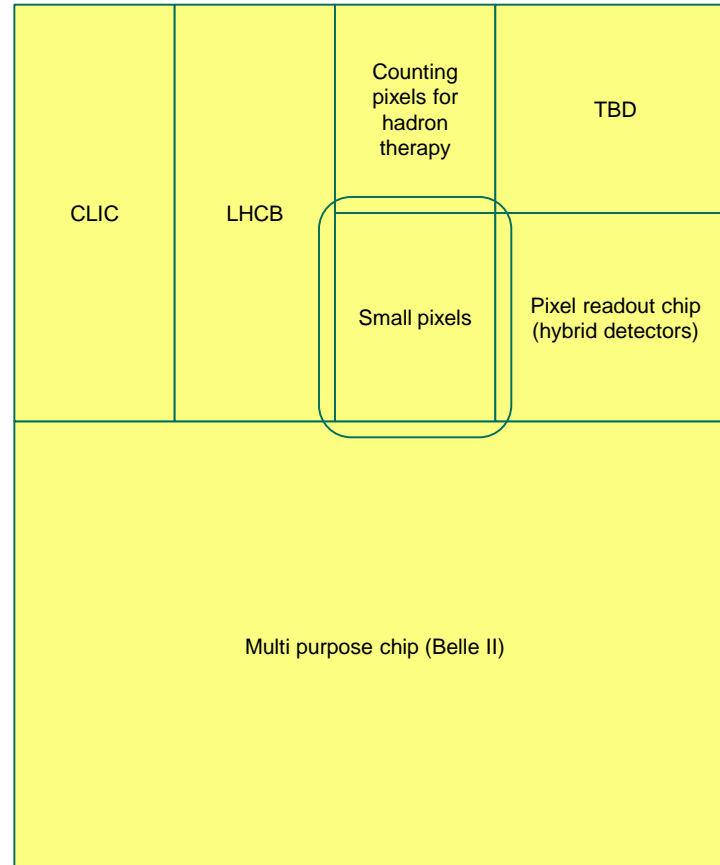 CLIC
LHCB
Counting
pixels for
hadron
therapy
TBD
Small pixels
Pixel readout chip
(hybrid detectors)
Multi purpose chip (Belle II)